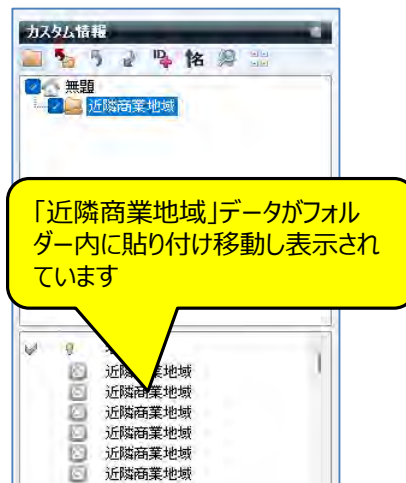 カスタム情報
無題
近隣商業地域
「近隣商業地域」データがフォル
ダー内に貼り付け移動し表示され
ています
近隣商業地域
近隣商業地域
近隣商業地域
近隣商業地域
近隣商業地域
近隣商業地域